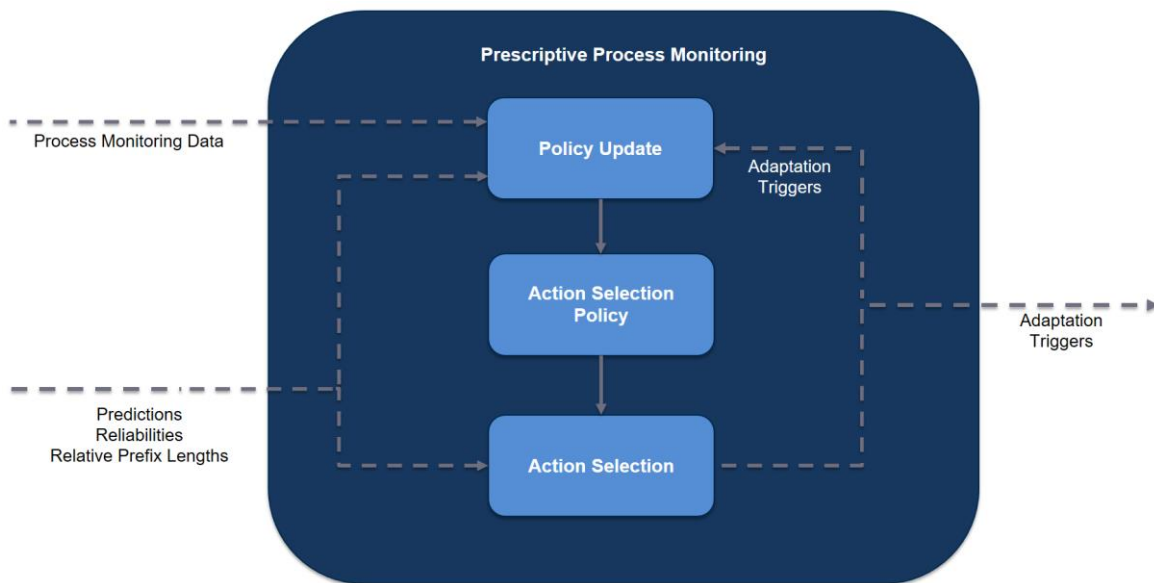 Prescriptive Process Monitoring
Process Monitoring Data
Policy Update
Adaptation
Triggers
Action Selection
Policy
Adaptation
Triggers
Predictions
Reliabilities
Relative Prefix Lengths
Action Selection